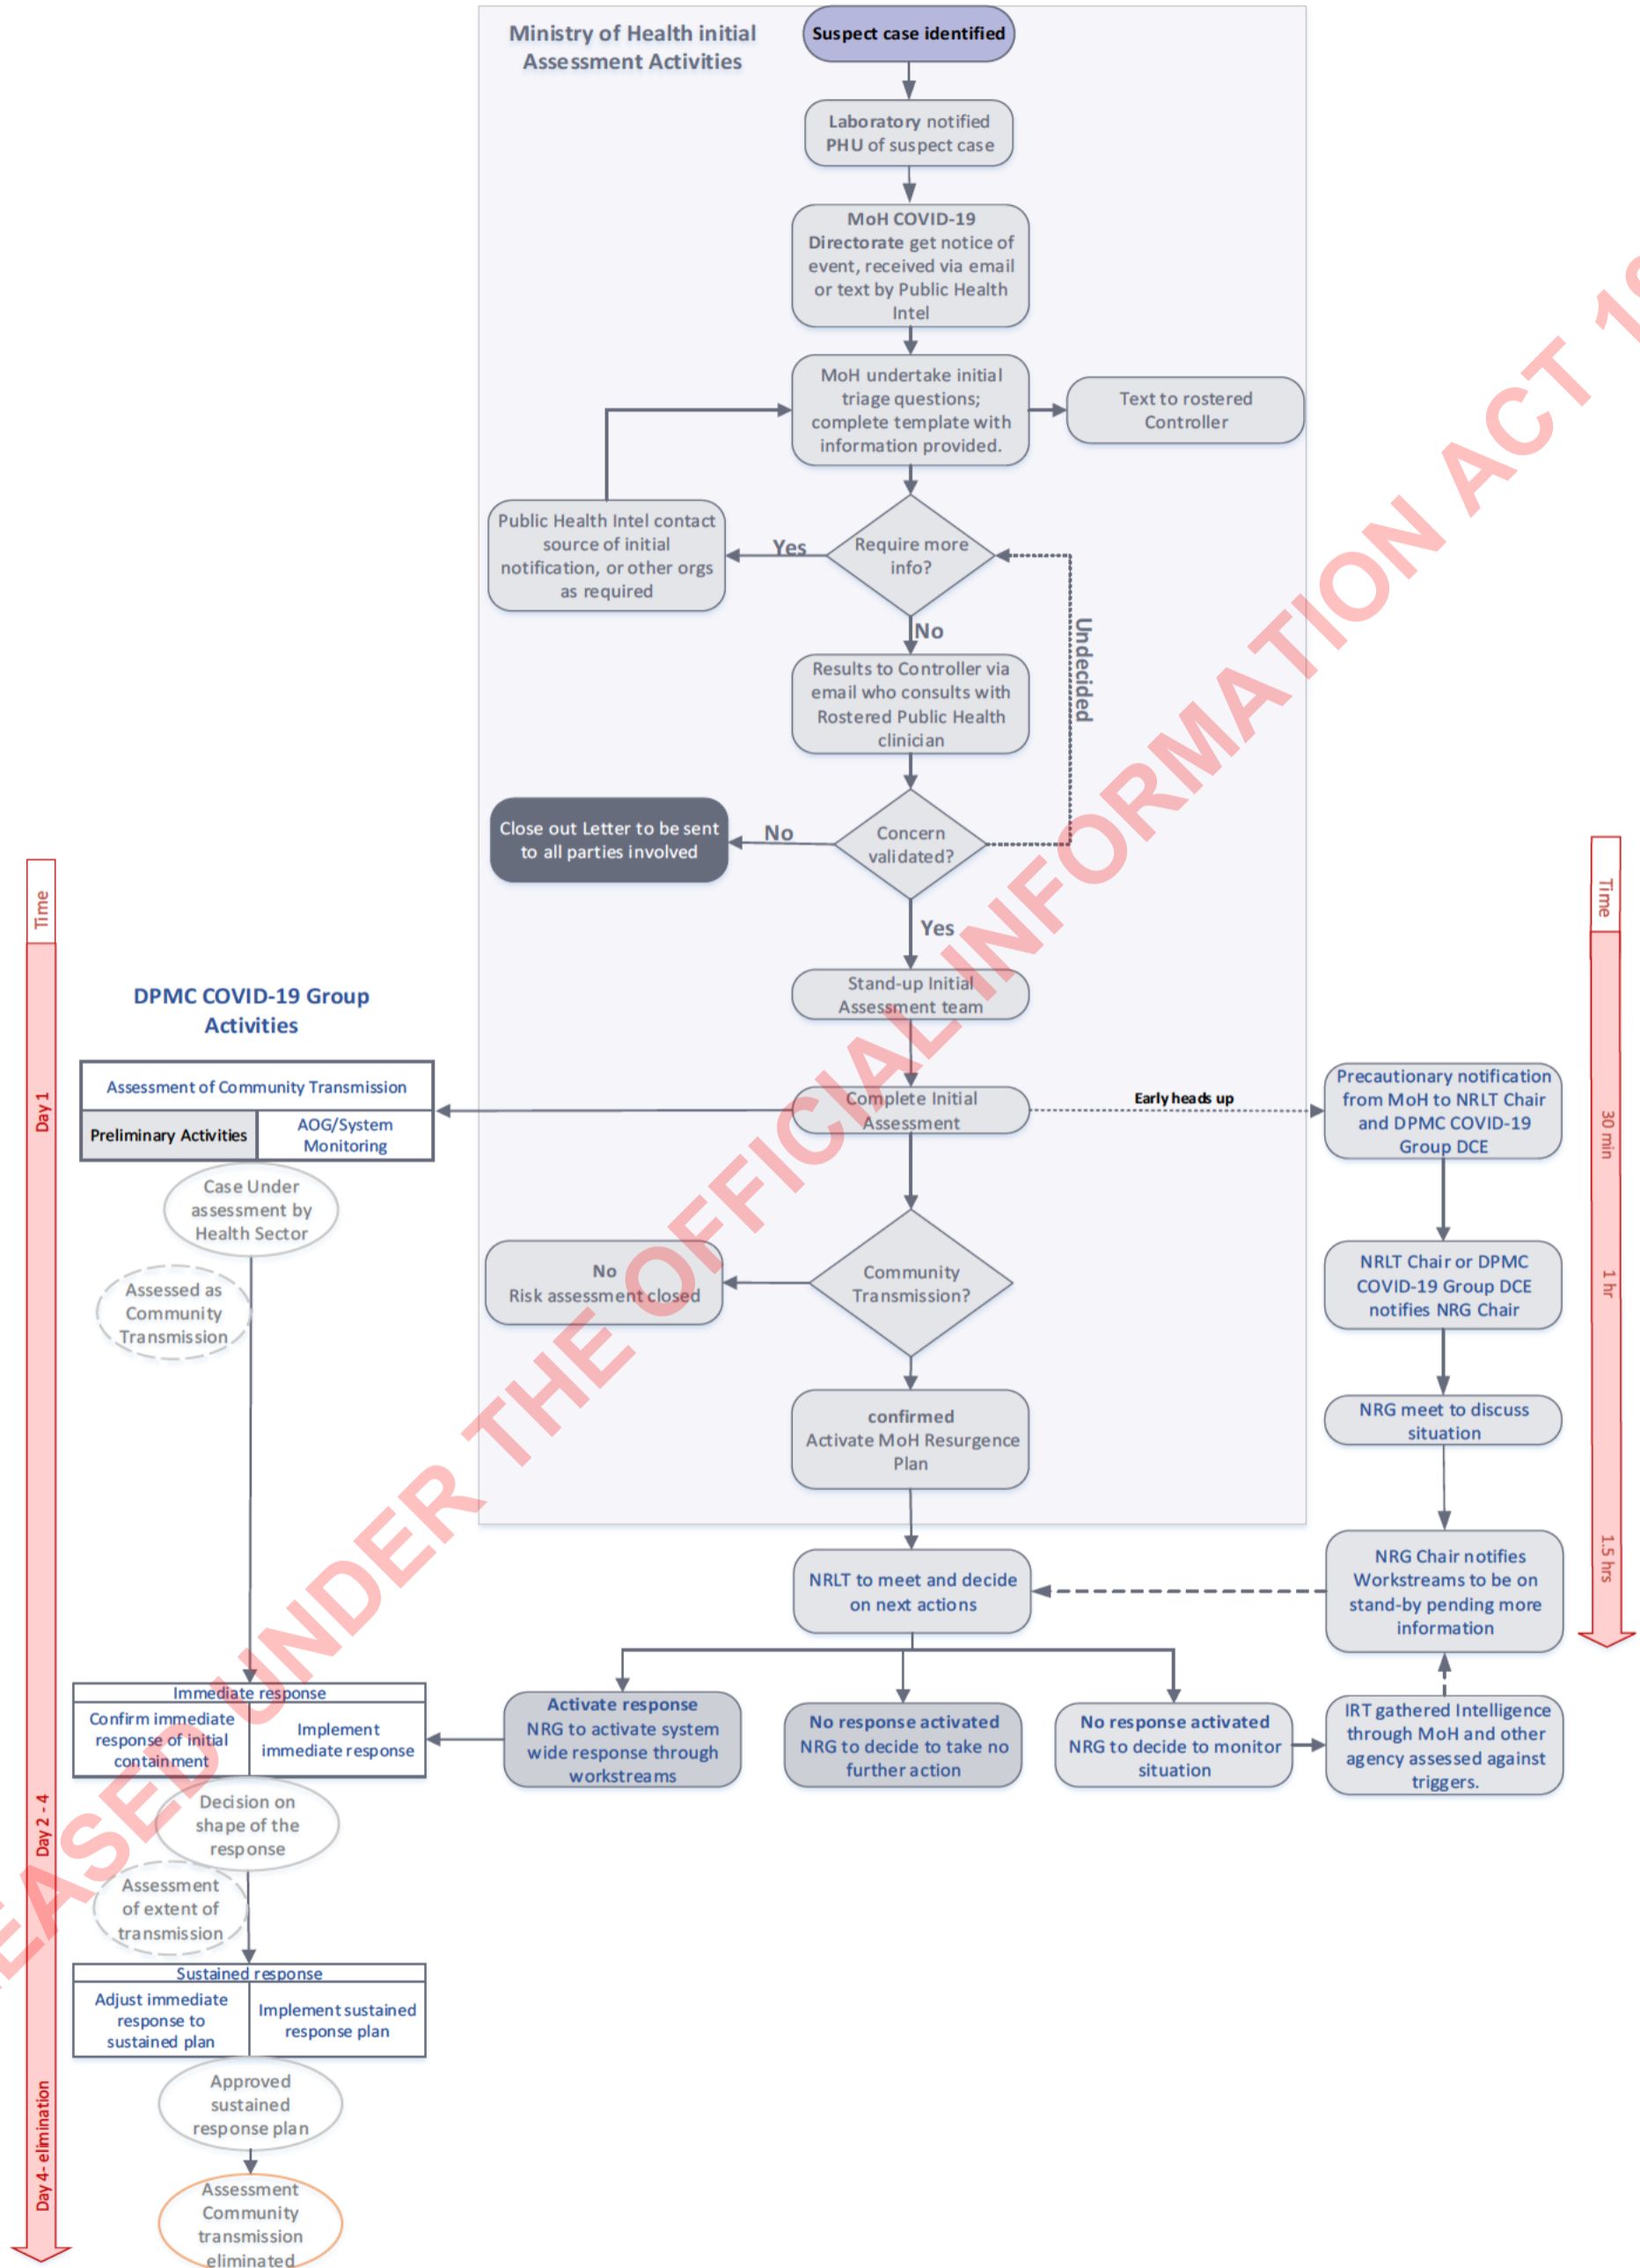 Ministry of Health initial
Assessment Activities
Suspect case identified
Laboratory notified
PHU of suspect case
MoH COVID-19
Directorate get notice of
event, received via email
or text by Public Health
Intel
MoH undertake initial
triage questions;
complete template with
information provided.
Text to rostered
Controller
Public Health Intel contact
source of initial
notification, or other orgs
as required
Yes
Require more
info?
No
Undecided
Results to Controller via
email who consults with
Rostered Public Health
clinician
Close out Letter to be sent
to all parties involved
No
Concern
validated?
Yes
Stand-up Initial
Assessment team
Complete Initial
Assessment
Early heads up
No
Risk assessment closed
Community
Transmission?
confirmed
Activate MoH Resurgence
Plan
NRLT to meet and decide
on next actions
Activate response
NRG to activate system
wide response through
workstreams
No response activated
NRG to decide to take no
further action
No response activated
NRG to decide to monitor
situation
Time
30 min
1 hr
1.5 hrs
Precautionary notification
from MoH to NRLT Chair
and DPMC COVID-19
Group DCE
NRLT Chair or DPMC
COVID-19 Group DCE
notifies NRG Chair
NRG meet to discuss
situation
NRG Chair notifies
Workstreams to be on
stand-by pending more
information
IRT gathered Intelligence
through MoH and other
agency assessed against
triggers.
Time
Day 1
Day 2 - 4
Day 4- elimination
DPMC COVID-19 Group
Activities
Assessment of Community Transmission
Preliminary Activities
AOG/System
Monitoring
Case Under
assessment by
Health Sector
Assessed as
Community
Transmission
Immediate response
Confirm immediate
response of initial
containment
Implement
immediate response
Decision on
shape of the
response
Assessment
of extent of
transmission
Sustained response
Adjust immediate
response to
sustained plan
Implement sustained
response plan
Approved
sustained
response plan
Assessment
Community
transmission
eliminated
UNDER THE OFFICIAL INFORMATION ACT